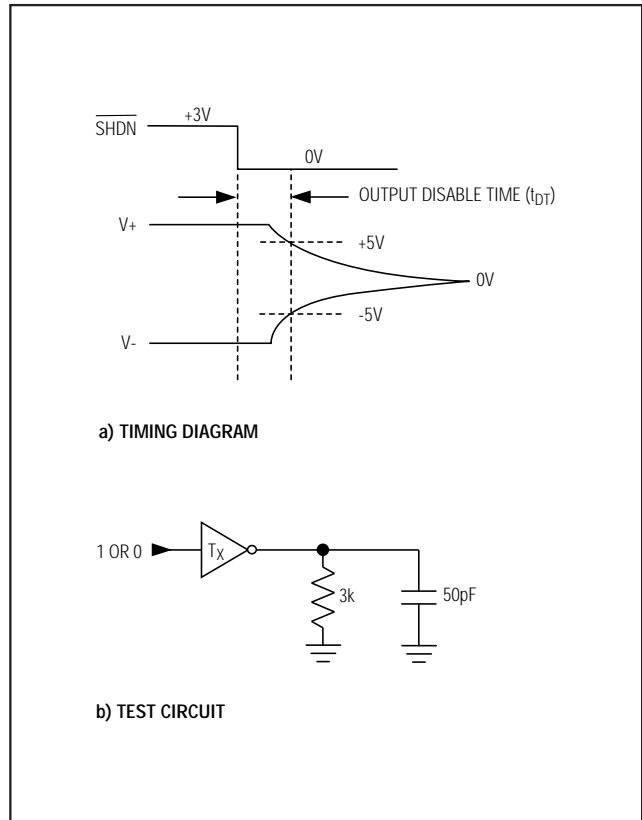 +3V
SHDN
0V
OUTPUT DISABLE TIME (tDT)
V+
+5V
0V
-5V
V-
a) TIMING DIAGRAM
1 OR 0
TX
3k
50pF
b) TEST CIRCUIT